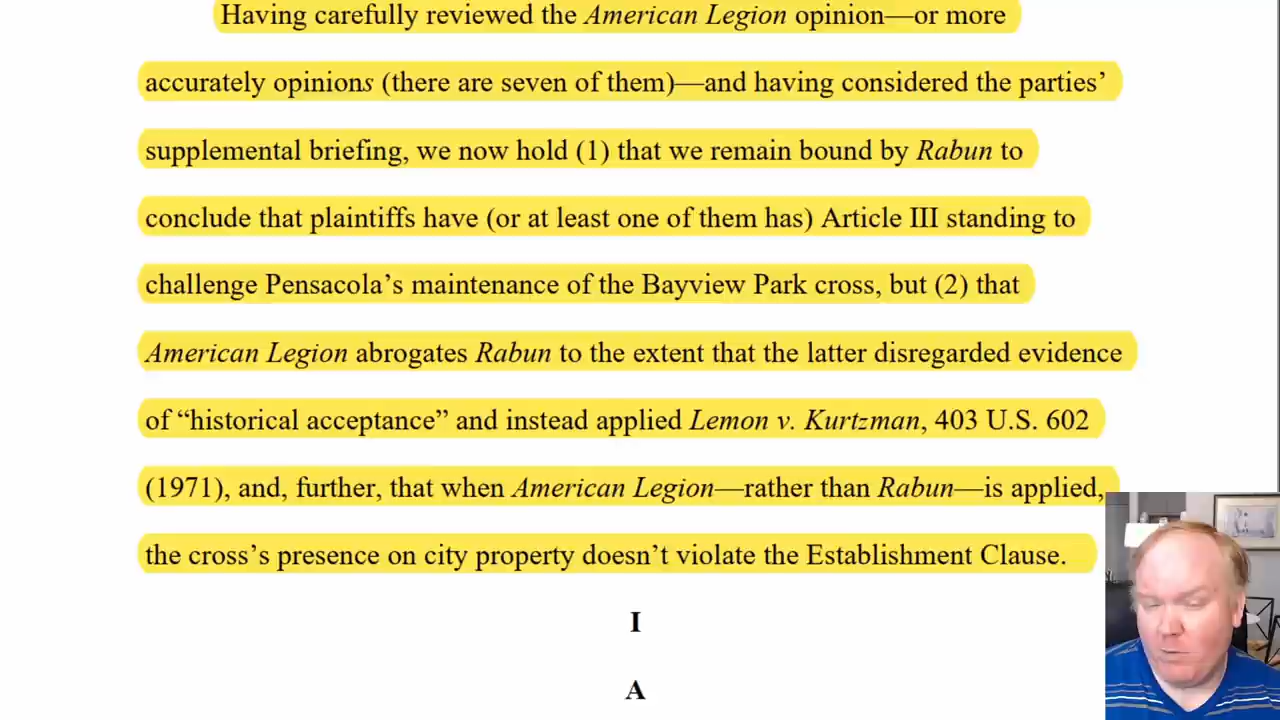 Having carefully reviewed the American Legion opinion—or more
accurately opinions (there are seven of them)—and having considered the parties’
supplemental briefing, we now hold (1) that we remain bound by Rabun to
conclude that plaintiffs have (or at least one of them has) Article III standing to
challenge Pensacola’s maintenance of the Bayview Park cross, but (2) that
American Legion abrogates Rabun to the extent that the latter disregarded evidence
of “historical acceptance” and instead applied Lemon v. Kurtzman, 403 U.S. 602
(1971), and, further, that when American Legion—rather than Rabun—is applied,
the cross’s presence on city property doesn’t violate the Establishment Clause.
I
A